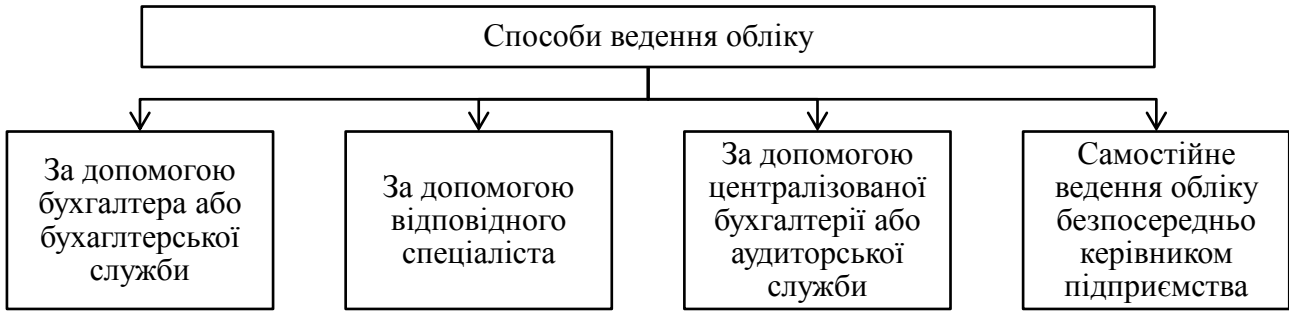 Способи ведення обліку
За допомогою
бухгалтера або
бухаглтерської
служби
За допомогою
відповідного
спеціаліста
За допомогою
централізованої
бухгалтерії або
аудиторської
служби
Самостійне
ведення обліку
безпосередньо
керівником
підприємства